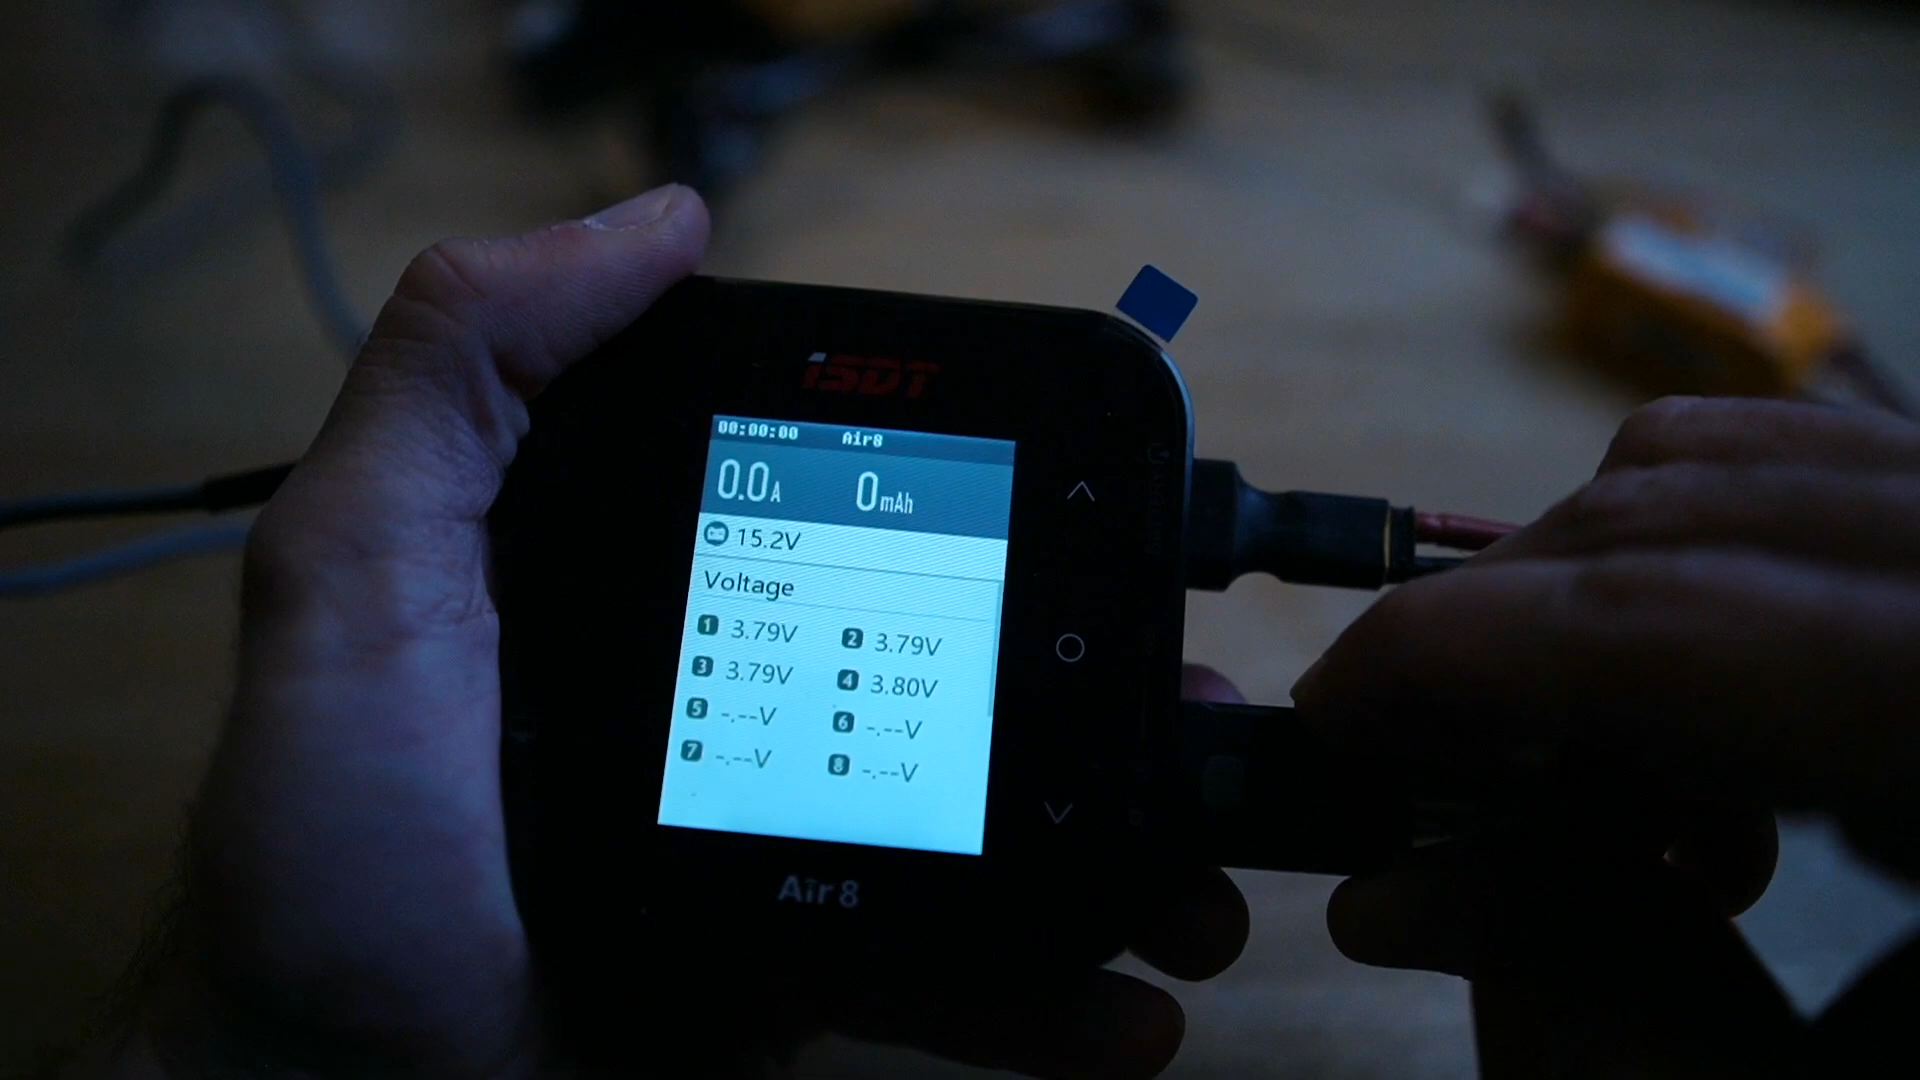 iSDT
00:00:00 Air8
0.0A 0mAh
15.2V
Voltage
1 3.79V 2 3.79V
3 3.79V 4 3.80V
5 -.--V 6 -.--V
7 -.--V 8 -.--V
Air8